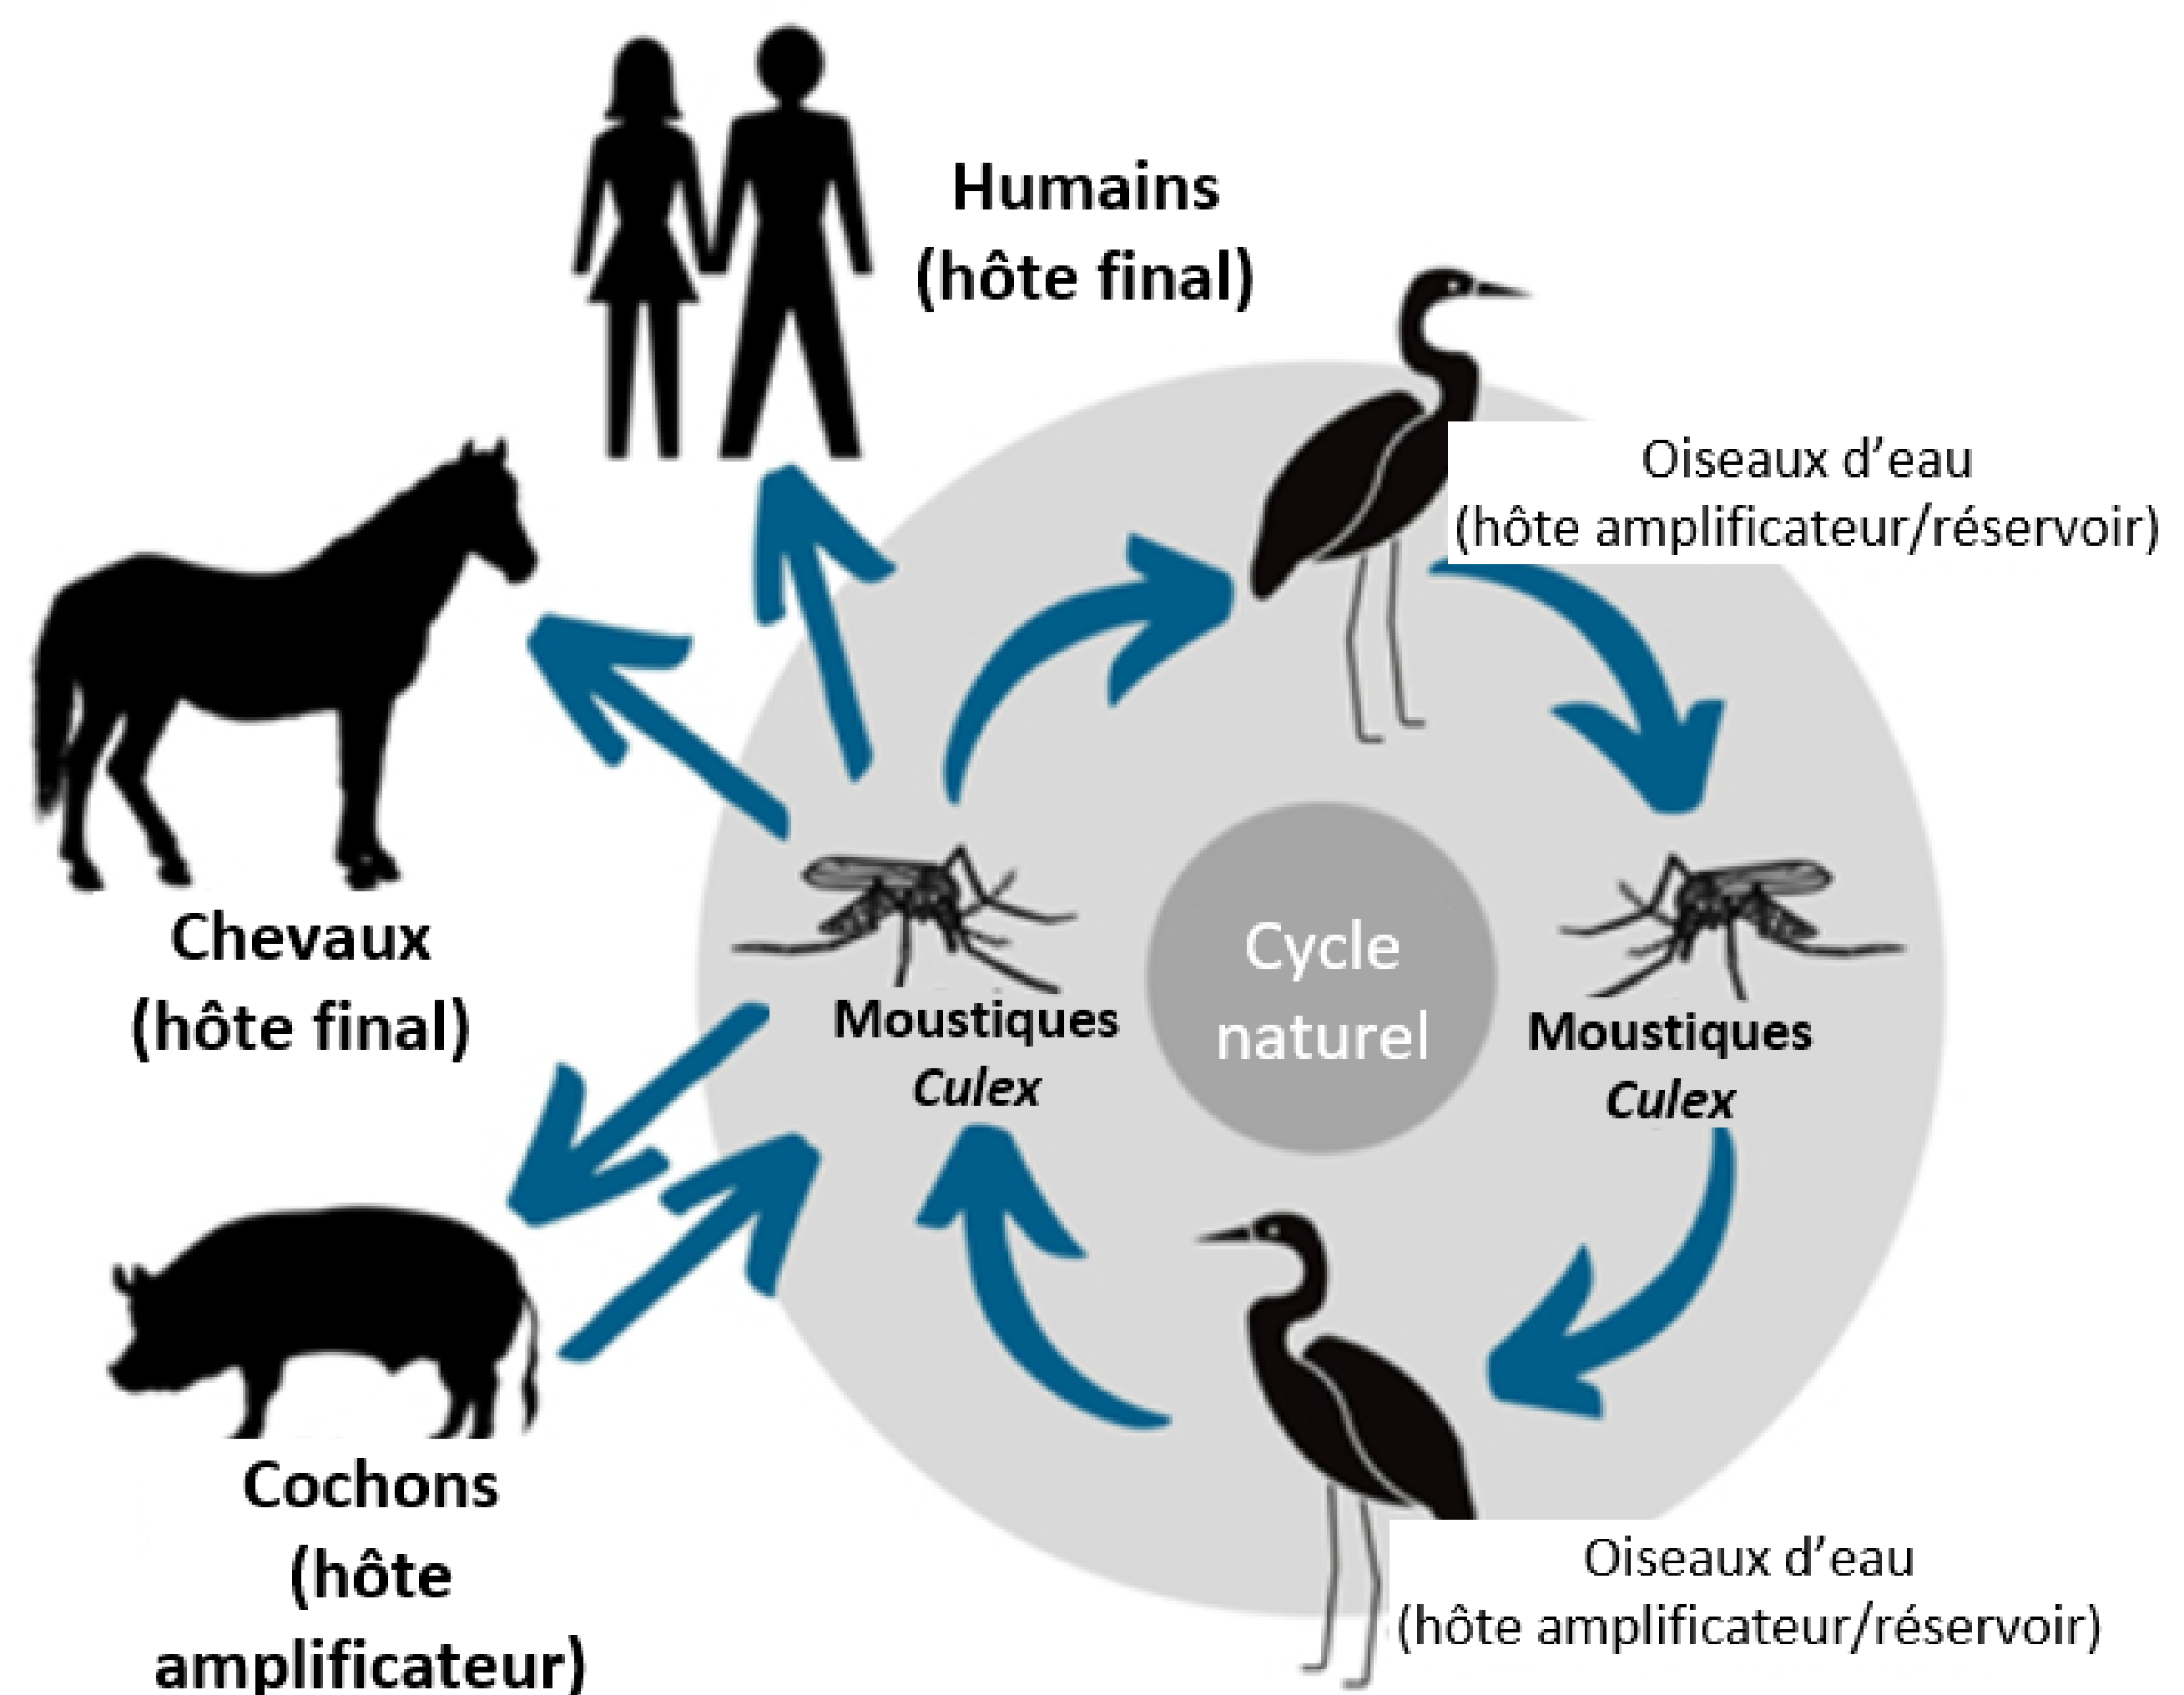 Humains
(hôte final)
Oiseaux d’eau
(hôte amplificateur/réservoir)
Chevaux
(hôte final)
Moustiques
Culex
Cycle
naturel
Moustiques
Culex
Cochons
(hôte
amplificateur)
Oiseaux d’eau
(hôte amplificateur/réservoir)